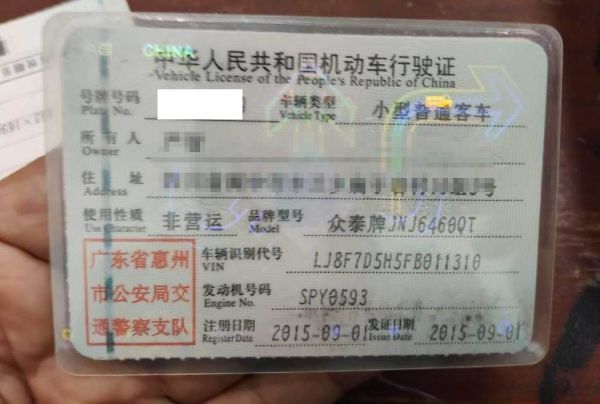 CHINA
中华人民共和国机动车行驶证
Vehicle License of the People's Republic of China
号牌号码
Plate No.
车辆类型 小型普通客车
Vehicle Type
所有人
Owner
住址
Address
使用性质 非营运 品牌型号 众泰牌JNJ6460QT
Use Character Model
广东省惠州
市公安局交
通警察支队
车辆识别代号 LJ8F7D5H5FB011310
VIN
发动机号码 SPY0593
Engine No.
注册日期 2015-09-01 发证日期 2015-09-01
Register Date Issue Date